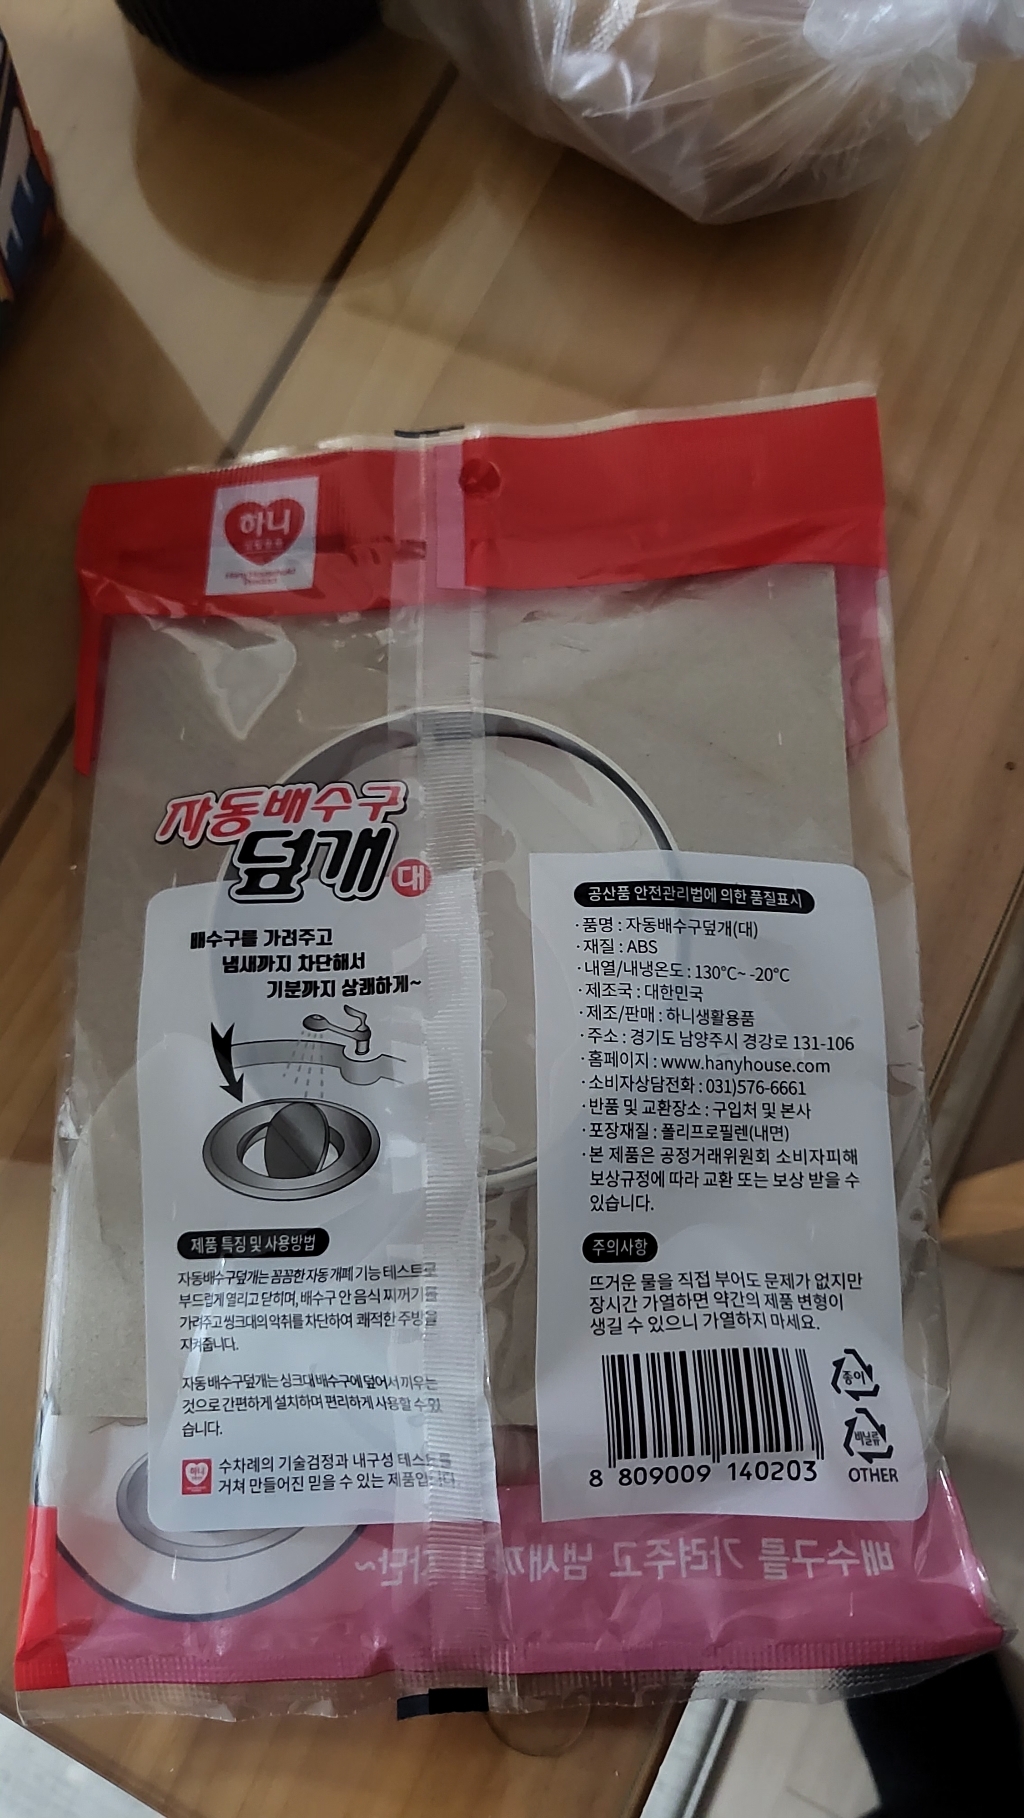 하니
자동배수구
덮개 대
배수구를 가려주고
냄새까지 차단해서
기분까지 상쾌하게~
제품 특징 및 사용방법
자동배수구덮개는 꼼꼼한 자동 개폐 기능 테스트로
부드럽게 열리고 닫히며, 배수구 안 음식 찌꺼기를
가려주고 씽크대의 악취를 차단하여 쾌적한 주방을
지켜줍니다.
자동 배수구덮개는 싱크대 배수구에 덮어서 끼우는
것으로 간편하게 설치하며 편리하게 사용할 수 있
습니다.
하니
수차례의 기술검정과 내구성 테스트를
거쳐 만들어진 믿을 수 있는 제품입니다
공산품 안전관리법에 의한 품질표시
·품명 : 자동배수구덮개(대)
·재질 : ABS
·내열/내냉온도 : 130°C~ -20°C
·제조국 : 대한민국
·제조/판매 : 하니생활용품
·주소 : 경기도 남양주시 경강로 131-106
·홈페이지 : www.hanyhouse.com
·소비자상담전화 : 031)576-6661
·반품 및 교환장소 : 구입처 및 본사
·포장재질 : 폴리프로필렌(내면)
·본 제품은 공정거래위원회 소비자피해
보상규정에 따라 교환 또는 보상 받을 수
있습니다.
주의사항
뜨거운 물을 직접 부어도 문제가 없지만
장시간 가열하면 약간의 제품 변형이
생길 수 있으니 가열하지 마세요.
8 809009 140203
종이
비닐류
OTHER
배수구를 가려주고 냄새까지 차단~